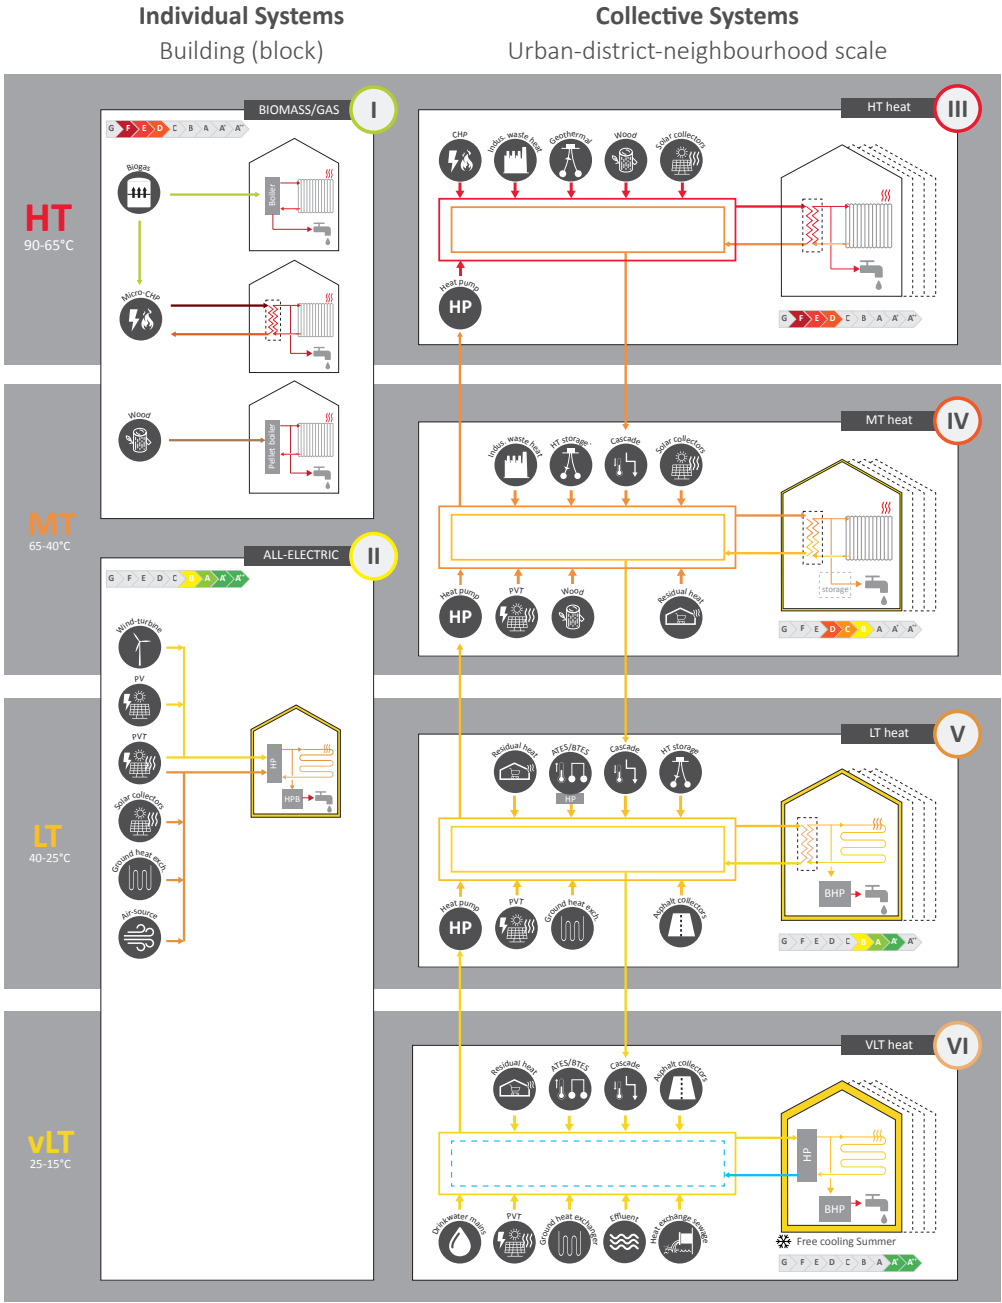 Individual Systems
Building (block)
Collective Systems
Urban-district-neighbourhood scale
HT
90-65°C
BIOMASS/GAS
I
G F E D C B A A+ A++
Biogas
Boiler
Micro-CHP
Wood
Pellet boiler
HT heat
III
CHP
Indus. waste heat
Geothermal
Wood
Solar collectors
Heat pump
HP
G F E D C B A A+ A++
MT
65-40°C
MT heat
IV
Indus. waste heat
HT storage
Cascade
Solar collectors
Heat pump
HP
PVT
Wood
Residual heat
storage
G F E D C B A A+ A++
ALL-ELECTRIC
II
G F E D C B A A+ A++
Wind-turbine
PV
PVT
Solar collectors
Ground heat exch.
Air-source
HP
HPB
LT
40-25°C
LT heat
V
Residual heat
ATES/BTES
HP
Cascade
HT storage
Heat pump
HP
PVT
Ground heat exch.
Asphalt collectors
BHP
G F E D C B A A+ A++
vLT
25-15°C
VLT heat
VI
Residual heat
ATES/BTES
Cascade
Asphalt collectors
Drinkwater mains
PVT
Ground heat exchanger
Effluent
Heat exchange sewage
HP
BHP
Free cooling Summer
G F E D C B A A+ A++